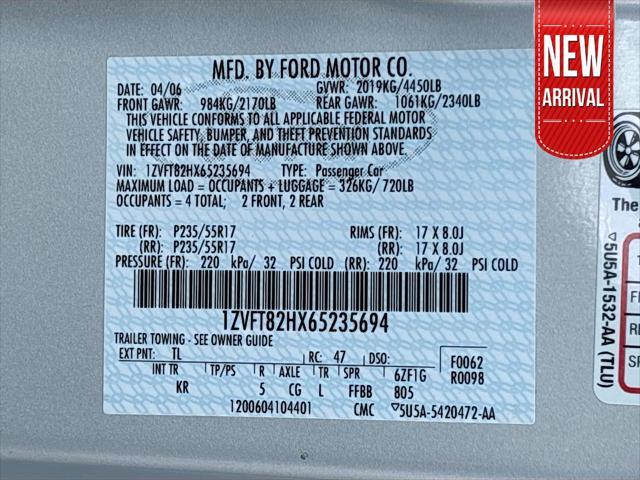 NEW
ARRIVAL
MFD. BY FORD MOTOR CO.
DATE: 04/06 GVWR: 2019KG/4450LB
FRONT GAWR: 984KG/2170LB REAR GAWR: 1061KG/2340LB
THIS VEHICLE CONFORMS TO ALL APPLICABLE FEDERAL MOTOR
VEHICLE SAFETY, BUMPER, AND THEFT PREVENTION STANDARDS
IN EFFECT ON THE DATE OF MANUFACTURE SHOWN ABOVE.
VIN: 1ZVFT82HX65235694 TYPE: Passenger Car
MAXIMUM LOAD = OCCUPANTS + LUGGAGE = 326KG/ 720LB
OCCUPANTS = 4 TOTAL; 2 FRONT, 2 REAR
TIRE (FR): P235/55R17 RIMS (FR): 17 X 8.0J
(RR): P235/55R17 (RR): 17 X 8.0J
PRESSURE (FR): 220 kPa/ 32 PSI COLD (RR): 220 kPa/ 32 PSI COLD
1ZVFT82HX65235694
TRAILER TOWING - SEE OWNER GUIDE
EXT PNT: TL RC: 47 DSO: F0062
INT TR TP/PS R AXLE TR SPR 6ZF1G R0098
KR 5 CG L FFBB 805
1200604104401 CMC ▽5U5A-5420472-AA
The
▽5U5A-1532-AA (TLU)